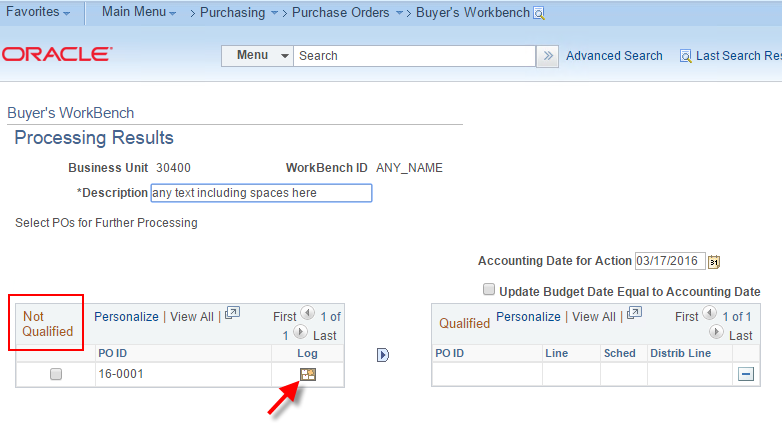 Favorites Main Menu > Purchasing > Purchase Orders > Buyer's Workbench
ORACLE
Menu Search Advanced Search Last Search Res
Buyer's WorkBench
Processing Results
Business Unit 30400 WorkBench ID ANY_NAME
*Description any text including spaces here
Select POs for Further Processing
Accounting Date for Action 03/17/2016 31
Update Budget Date Equal to Accounting Date
Not Qualified Personalize | View All | First 1 of 1 Last
PO ID Log
16-0001
Qualified Personalize | View All | First 1 of 1 Last
PO ID Line Sched Distrib Line